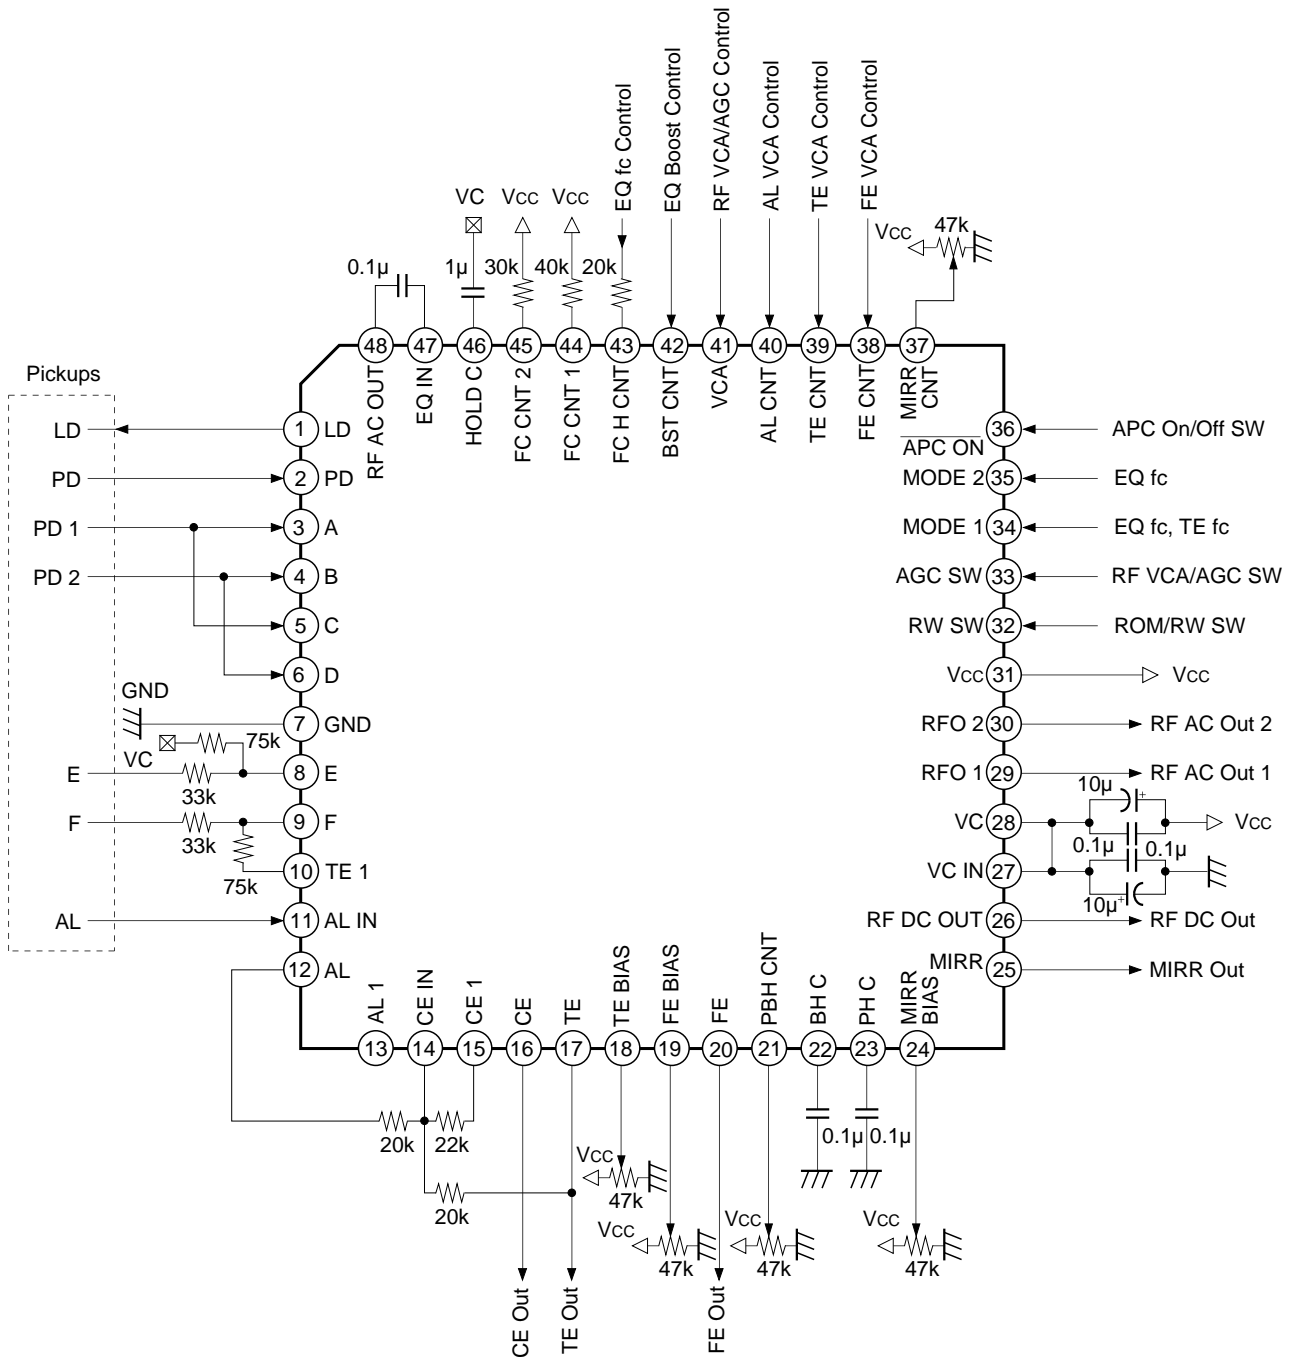 EQ fc Control
EQ Boost Control
RF VCA/AGC Control
AL VCA Control
TE VCA Control
FE VCA Control
VC
VCC
VCC
VCC
47k
0.1µ
1µ
30k
40k
20k
48
47
46
45
44
43
42
41
40
39
38
37
RF AC OUT
EQ IN
HOLD C
FC CNT 2
FC CNT 1
FC H CNT
BST CNT
VCA
AL CNT
TE CNT
FE CNT
MIRR
CNT
Pickups
LD
1
LD
PD
2
PD
PD 1
3
A
PD 2
4
B
5
C
6
D
GND
7
GND
VC
75k
E
33k
8
E
F
33k
9
F
75k
10
TE 1
AL
11
AL IN
12
AL
APC ON
36
APC On/Off SW
MODE 2
35
EQ fc
MODE 1
34
EQ fc, TE fc
AGC SW
33
RF VCA/AGC SW
RW SW
32
ROM/RW SW
VCC
31
VCC
RFO 2
30
RF AC Out 2
RFO 1
29
RF AC Out 1
10µ
+
VC
28
VCC
0.1µ
0.1µ
VC IN
27
10µ
+
RF DC OUT
26
RF DC Out
MIRR
25
MIRR Out
AL 1
CE IN
CE 1
CE
TE
TE BIAS
FE BIAS
FE
PBH CNT
BH C
PH C
MIRR
BIAS
13
14
15
16
17
18
19
20
21
22
23
24
20k
22k
20k
0.1µ
0.1µ
VCC
47k
VCC
47k
VCC
47k
VCC
47k
CE Out
TE Out
FE Out